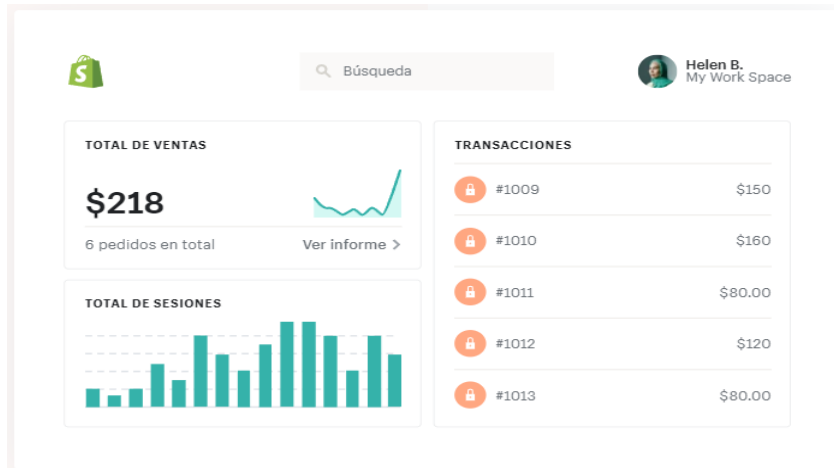 S
Búsqueda
Helen B.
My Work Space
TOTAL DE VENTAS
$218
6 pedidos en total
Ver informe >
TOTAL DE SESIONES
TRANSACCIONES
#1009 $150
#1010 $160
#1011 $80.00
#1012 $120
#1013 $80.00